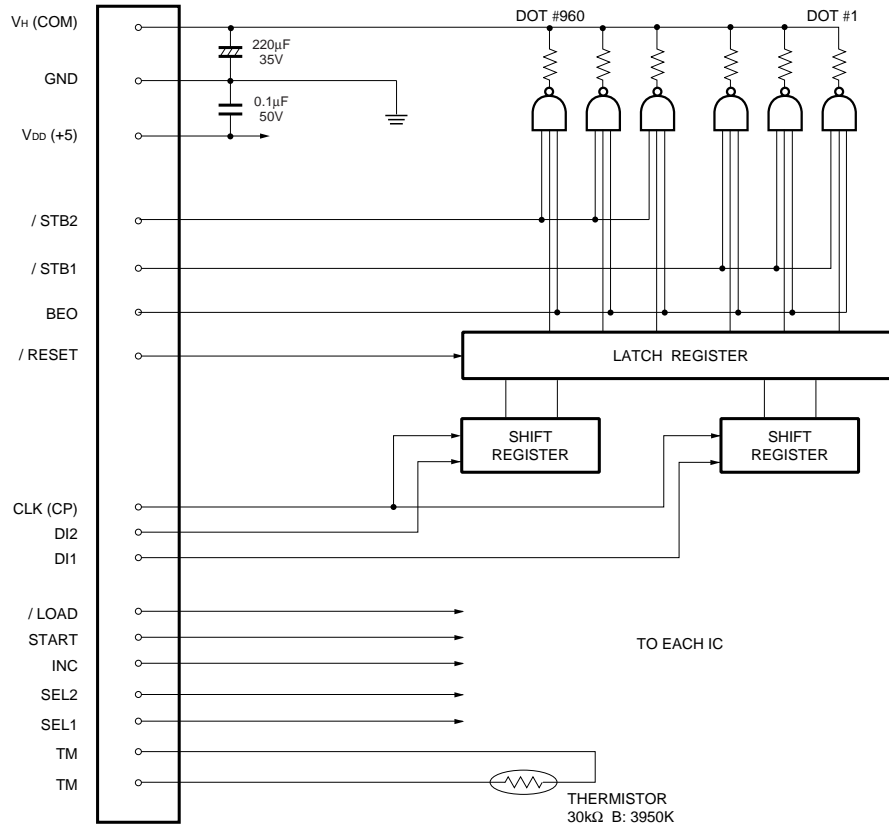 VH (COM)
DOT #960
DOT #1
220µF
35V
GND
0.1µF
50V
VDD (+5)
/ STB2
/ STB1
BEO
/ RESET
LATCH REGISTER
SHIFT
REGISTER
SHIFT
REGISTER
CLK (CP)
DI2
DI1
/ LOAD
START
TO EACH IC
INC
SEL2
SEL1
TM
TM
THERMISTOR
30kΩ B: 3950K